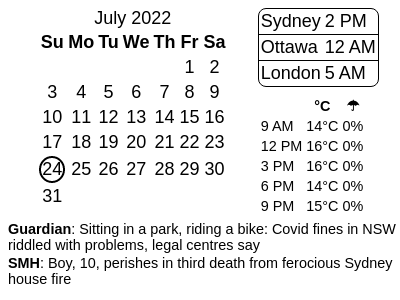 July 2022
Su Mo Tu We Th Fr Sa
1 2
3 4 5 6 7 8 9
10 11 12 13 14 15 16
17 18 19 20 21 22 23
24 25 26 27 28 29 30
31
Sydney 2 PM
Ottawa 12 AM
London 5 AM
°C ☂
9 AM 14°C 0%
12 PM 16°C 0%
3 PM 16°C 0%
6 PM 14°C 0%
9 PM 15°C 0%
Guardian: Sitting in a park, riding a bike: Covid fines in NSW
riddled with problems, legal centres say
SMH: Boy, 10, perishes in third death from ferocious Sydney
house fire